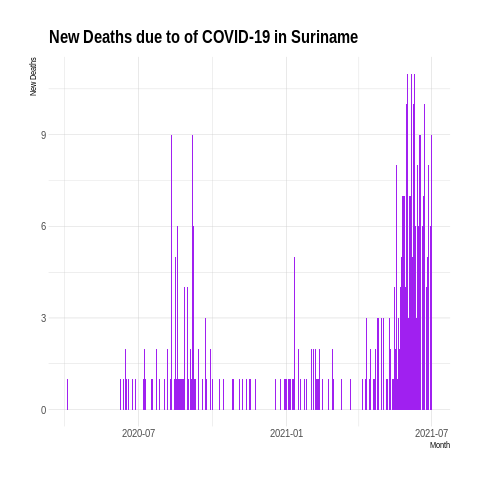 New Deaths due to of COVID-19 in Suriname
New Deaths
9
6
3
0
2020-07
2021-01
2021-07
Month